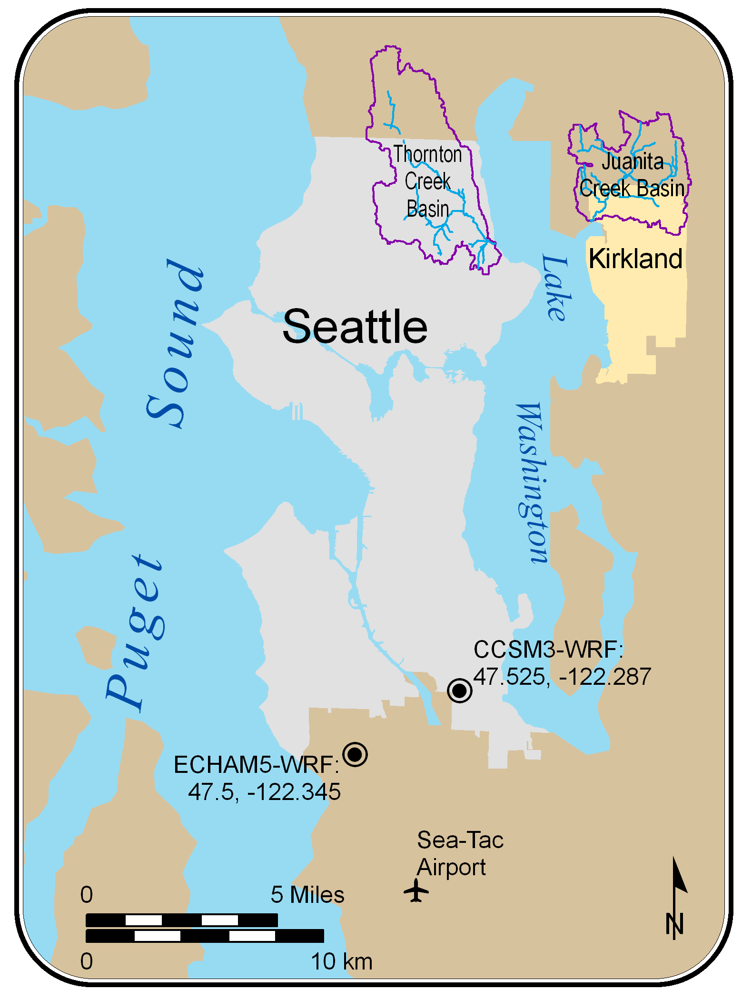 Thornton
Creek
Basin
Juanita
Creek Basin
Kirkland
Lake
Washington
Seattle
Puget Sound
CCSM3-WRF:
47.525, -122.287
ECHAM5-WRF:
47.5, -122.345
Sea-Tac
Airport
0 5 Miles
0 10 km
N